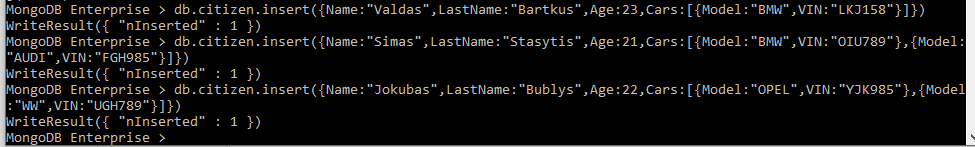 MongoDB Enterprise > db.citizen.insert({Name:"Valdas",LastName:"Bartkus",Age:23,Cars:[{Model:"BMW",VIN:"LKJ158"}]})
WriteResult({ "nInserted" : 1 })
MongoDB Enterprise > db.citizen.insert({Name:"Simas",LastName:"Stasytis",Age:21,Cars:[{Model:"BMW",VIN:"OIU789"},{Model:
"AUDI",VIN:"FGH985"}]})
WriteResult({ "nInserted" : 1 })
MongoDB Enterprise > db.citizen.insert({Name:"Jokubas",LastName:"Bublys",Age:22,Cars:[{Model:"OPEL",VIN:"YJK985"},{Model
:"WW",VIN:"UGH789"}]})
WriteResult({ "nInserted" : 1 })
MongoDB Enterprise >